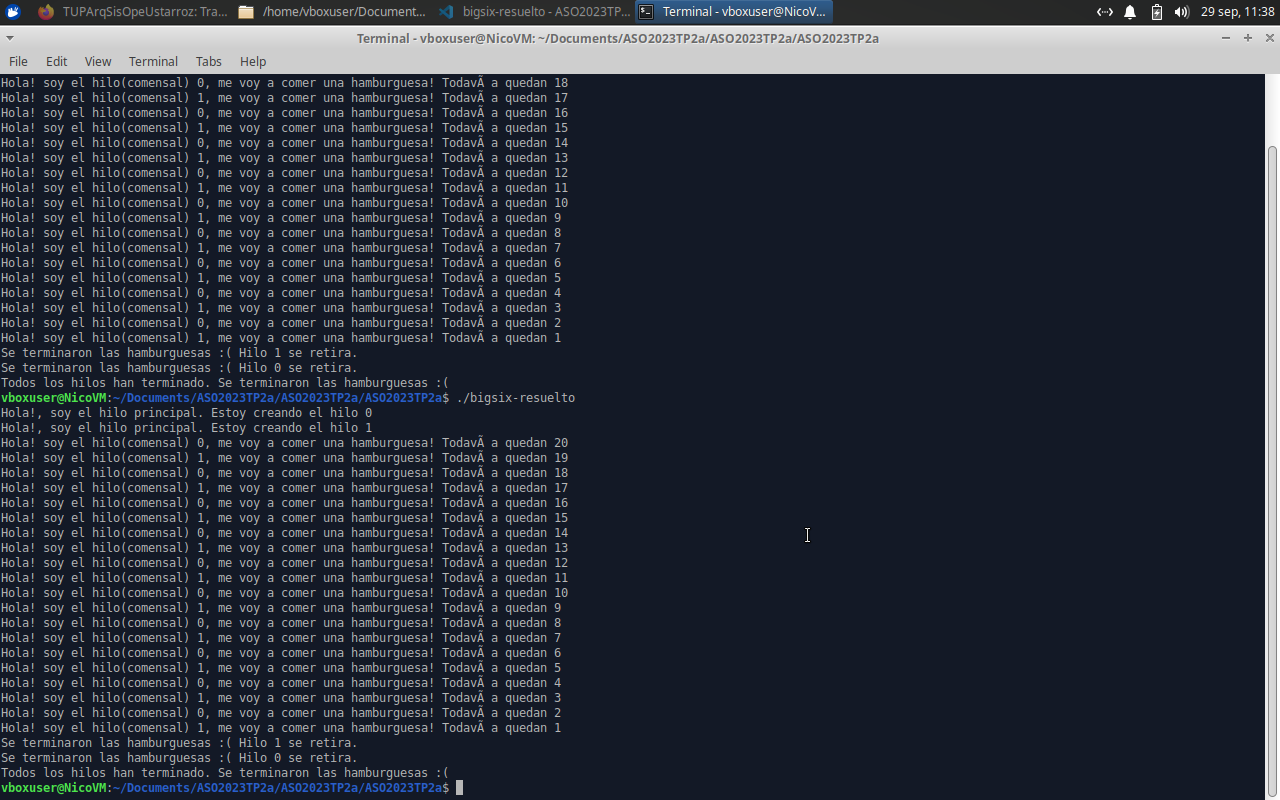 TUPArqSisOpeUstarroz: Tra...
/home/vboxuser/Document...
bigsix-resuelto - ASO2023TP...
Terminal - vboxuser@NicoV...
29 sep, 11:38
Terminal - vboxuser@NicoVM: ~/Documents/ASO2023TP2a/ASO2023TP2a/ASO2023TP2a
File Edit View Terminal Tabs Help
Hola! soy el hilo(comensal) 0, me voy a comer una hamburguesa! TodavÃ a quedan 18
Hola! soy el hilo(comensal) 1, me voy a comer una hamburguesa! TodavÃ a quedan 17
Hola! soy el hilo(comensal) 0, me voy a comer una hamburguesa! TodavÃ a quedan 16
Hola! soy el hilo(comensal) 1, me voy a comer una hamburguesa! TodavÃ a quedan 15
Hola! soy el hilo(comensal) 0, me voy a comer una hamburguesa! TodavÃ a quedan 14
Hola! soy el hilo(comensal) 1, me voy a comer una hamburguesa! TodavÃ a quedan 13
Hola! soy el hilo(comensal) 0, me voy a comer una hamburguesa! TodavÃ a quedan 12
Hola! soy el hilo(comensal) 1, me voy a comer una hamburguesa! TodavÃ a quedan 11
Hola! soy el hilo(comensal) 0, me voy a comer una hamburguesa! TodavÃ a quedan 10
Hola! soy el hilo(comensal) 1, me voy a comer una hamburguesa! TodavÃ a quedan 9
Hola! soy el hilo(comensal) 0, me voy a comer una hamburguesa! TodavÃ a quedan 8
Hola! soy el hilo(comensal) 1, me voy a comer una hamburguesa! TodavÃ a quedan 7
Hola! soy el hilo(comensal) 0, me voy a comer una hamburguesa! TodavÃ a quedan 6
Hola! soy el hilo(comensal) 1, me voy a comer una hamburguesa! TodavÃ a quedan 5
Hola! soy el hilo(comensal) 0, me voy a comer una hamburguesa! TodavÃ a quedan 4
Hola! soy el hilo(comensal) 1, me voy a comer una hamburguesa! TodavÃ a quedan 3
Hola! soy el hilo(comensal) 0, me voy a comer una hamburguesa! TodavÃ a quedan 2
Hola! soy el hilo(comensal) 1, me voy a comer una hamburguesa! TodavÃ a quedan 1
Se terminaron las hamburguesas :( Hilo 1 se retira.
Se terminaron las hamburguesas :( Hilo 0 se retira.
Todos los hilos han terminado. Se terminaron las hamburguesas :(
vboxuser@NicoVM:~/Documents/ASO2023TP2a/ASO2023TP2a/ASO2023TP2a$ ./bigsix-resuelto
Hola!, soy el hilo principal. Estoy creando el hilo 0
Hola!, soy el hilo principal. Estoy creando el hilo 1
Hola! soy el hilo(comensal) 0, me voy a comer una hamburguesa! TodavÃ a quedan 20
Hola! soy el hilo(comensal) 1, me voy a comer una hamburguesa! TodavÃ a quedan 19
Hola! soy el hilo(comensal) 0, me voy a comer una hamburguesa! TodavÃ a quedan 18
Hola! soy el hilo(comensal) 1, me voy a comer una hamburguesa! TodavÃ a quedan 17
Hola! soy el hilo(comensal) 0, me voy a comer una hamburguesa! TodavÃ a quedan 16
Hola! soy el hilo(comensal) 1, me voy a comer una hamburguesa! TodavÃ a quedan 15
Hola! soy el hilo(comensal) 0, me voy a comer una hamburguesa! TodavÃ a quedan 14
Hola! soy el hilo(comensal) 1, me voy a comer una hamburguesa! TodavÃ a quedan 13
Hola! soy el hilo(comensal) 0, me voy a comer una hamburguesa! TodavÃ a quedan 12
Hola! soy el hilo(comensal) 1, me voy a comer una hamburguesa! TodavÃ a quedan 11
Hola! soy el hilo(comensal) 0, me voy a comer una hamburguesa! TodavÃ a quedan 10
Hola! soy el hilo(comensal) 1, me voy a comer una hamburguesa! TodavÃ a quedan 9
Hola! soy el hilo(comensal) 0, me voy a comer una hamburguesa! TodavÃ a quedan 8
Hola! soy el hilo(comensal) 1, me voy a comer una hamburguesa! TodavÃ a quedan 7
Hola! soy el hilo(comensal) 0, me voy a comer una hamburguesa! TodavÃ a quedan 6
Hola! soy el hilo(comensal) 1, me voy a comer una hamburguesa! TodavÃ a quedan 5
Hola! soy el hilo(comensal) 0, me voy a comer una hamburguesa! TodavÃ a quedan 4
Hola! soy el hilo(comensal) 1, me voy a comer una hamburguesa! TodavÃ a quedan 3
Hola! soy el hilo(comensal) 0, me voy a comer una hamburguesa! TodavÃ a quedan 2
Hola! soy el hilo(comensal) 1, me voy a comer una hamburguesa! TodavÃ a quedan 1
Se terminaron las hamburguesas :( Hilo 1 se retira.
Se terminaron las hamburguesas :( Hilo 0 se retira.
Todos los hilos han terminado. Se terminaron las hamburguesas :(
vboxuser@NicoVM:~/Documents/ASO2023TP2a/ASO2023TP2a/ASO2023TP2a$